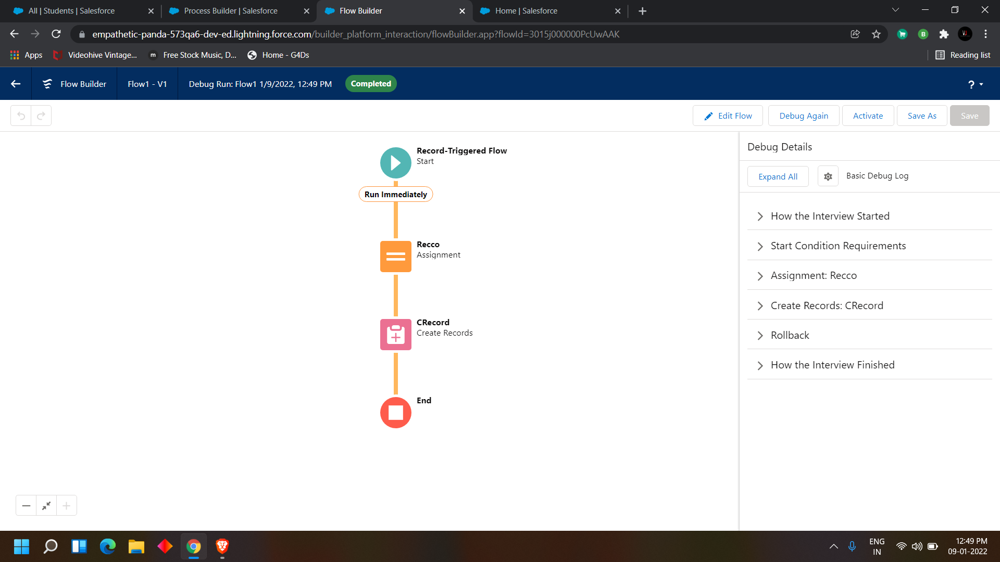 All | Students | Salesforce
Process Builder | Salesforce
Flow Builder
Home | Salesforce
empathetic-panda-573qa6-dev-ed.lightning.force.com/builder_platform_interaction/flowBuilder.app?flowId=3015j000000PcUwAAK
Apps
Videohive Vintage...
m
Free Stock Music, D...
Home - G4Ds
Reading list
Flow Builder
Flow1 - V1
Debug Run: Flow1 1/9/2022, 12:49 PM
Completed
?
Edit Flow
Debug Again
Activate
Save As
Save
Record-Triggered Flow
Start
Run Immediately
Recco
Assignment
CRecord
Create Records
End
Debug Details
Expand All
Basic Debug Log
How the Interview Started
Start Condition Requirements
Assignment: Recco
Create Records: CRecord
Rollback
How the Interview Finished
ENG
IN
12:49 PM
09-01-2022